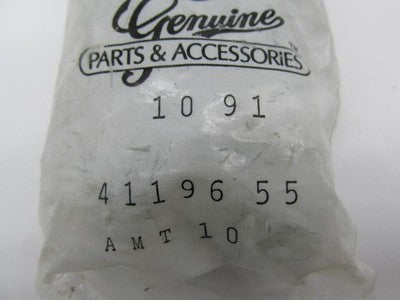 Genuine
PARTS & ACCESSORIES
10 91
41196 55
AMT 10